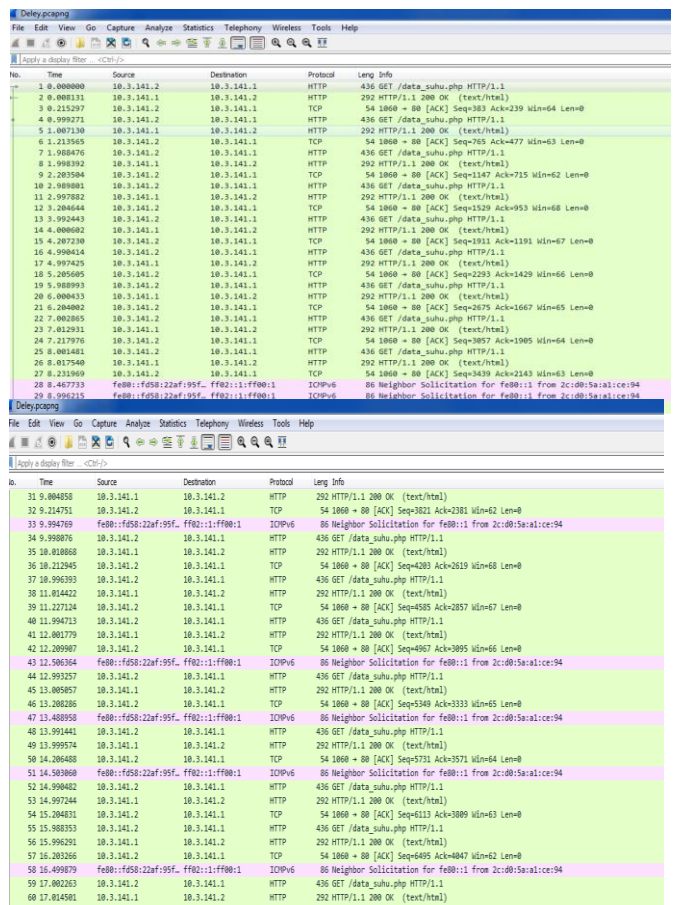 Deley.pcapng
File Edit View Go Capture Analyze Statistics Telephony Wireless Tools Help
Apply a display filter ... <Ctrl-/>
No. Time Source Destination Protocol Leng Info
1 0.000000 10.3.141.2 10.3.141.1 HTTP 436 GET /data_suhu.php HTTP/1.1
2 0.008131 10.3.141.1 10.3.141.2 HTTP 292 HTTP/1.1 200 OK (text/html)
3 0.215297 10.3.141.2 10.3.141.1 TCP 54 1060 → 80 [ACK] Seq=383 Ack=239 Win=64 Len=0
4 0.999271 10.3.141.2 10.3.141.1 HTTP 436 GET /data_suhu.php HTTP/1.1
5 1.007130 10.3.141.1 10.3.141.2 HTTP 292 HTTP/1.1 200 OK (text/html)
6 1.213565 10.3.141.2 10.3.141.1 TCP 54 1060 → 80 [ACK] Seq=765 Ack=477 Win=63 Len=0
7 1.988476 10.3.141.2 10.3.141.1 HTTP 436 GET /data_suhu.php HTTP/1.1
8 1.998392 10.3.141.1 10.3.141.2 HTTP 292 HTTP/1.1 200 OK (text/html)
9 2.203504 10.3.141.2 10.3.141.1 TCP 54 1060 → 80 [ACK] Seq=1147 Ack=715 Win=62 Len=0
10 2.989801 10.3.141.2 10.3.141.1 HTTP 436 GET /data_suhu.php HTTP/1.1
11 2.997882 10.3.141.1 10.3.141.2 HTTP 292 HTTP/1.1 200 OK (text/html)
12 3.204644 10.3.141.2 10.3.141.1 TCP 54 1060 → 80 [ACK] Seq=1529 Ack=953 Win=68 Len=0
13 3.992443 10.3.141.2 10.3.141.1 HTTP 436 GET /data_suhu.php HTTP/1.1
14 4.000602 10.3.141.1 10.3.141.2 HTTP 292 HTTP/1.1 200 OK (text/html)
15 4.207230 10.3.141.2 10.3.141.1 TCP 54 1060 → 80 [ACK] Seq=1911 Ack=1191 Win=67 Len=0
16 4.990414 10.3.141.2 10.3.141.1 HTTP 436 GET /data_suhu.php HTTP/1.1
17 4.997425 10.3.141.1 10.3.141.2 HTTP 292 HTTP/1.1 200 OK (text/html)
18 5.205605 10.3.141.2 10.3.141.1 TCP 54 1060 → 80 [ACK] Seq=2293 Ack=1429 Win=66 Len=0
19 5.988993 10.3.141.2 10.3.141.1 HTTP 436 GET /data_suhu.php HTTP/1.1
20 6.000433 10.3.141.1 10.3.141.2 HTTP 292 HTTP/1.1 200 OK (text/html)
21 6.204002 10.3.141.2 10.3.141.1 TCP 54 1060 → 80 [ACK] Seq=2675 Ack=1667 Win=65 Len=0
22 7.002865 10.3.141.2 10.3.141.1 HTTP 436 GET /data_suhu.php HTTP/1.1
23 7.012931 10.3.141.1 10.3.141.2 HTTP 292 HTTP/1.1 200 OK (text/html)
24 7.217976 10.3.141.2 10.3.141.1 TCP 54 1060 → 80 [ACK] Seq=3057 Ack=1905 Win=64 Len=0
25 8.001481 10.3.141.2 10.3.141.1 HTTP 436 GET /data_suhu.php HTTP/1.1
26 8.017540 10.3.141.1 10.3.141.2 HTTP 292 HTTP/1.1 200 OK (text/html)
27 8.231969 10.3.141.2 10.3.141.1 TCP 54 1060 → 80 [ACK] Seq=3439 Ack=2143 Win=63 Len=0
28 8.467733 fe80::fd58:22af:95f… ff02::1:ff00:1 ICMPv6 86 Neighbor Solicitation for fe80::1 from 2c:d0:5a:a1:ce:94
29 8.996215 fe80::fd58:22af:95f… ff02::1:ff00:1 ICMPv6 86 Neighbor Solicitation for fe80::1 from 2c:d0:5a:a1:ce:94
Deley.pcapng
File Edit View Go Capture Analyze Statistics Telephony Wireless Tools Help
Apply a display filter ... <Ctrl-/>
No. Time Source Destination Protocol Leng Info
31 9.004858 10.3.141.1 10.3.141.2 HTTP 292 HTTP/1.1 200 OK (text/html)
32 9.214751 10.3.141.2 10.3.141.1 TCP 54 1060 → 80 [ACK] Seq=3821 Ack=2381 Win=62 Len=0
33 9.994769 fe80::fd58:22af:95f… ff02::1:ff00:1 ICMPv6 86 Neighbor Solicitation for fe80::1 from 2c:d0:5a:a1:ce:94
34 9.998076 10.3.141.2 10.3.141.1 HTTP 436 GET /data_suhu.php HTTP/1.1
35 10.010868 10.3.141.1 10.3.141.2 HTTP 292 HTTP/1.1 200 OK (text/html)
36 10.212945 10.3.141.2 10.3.141.1 TCP 54 1060 → 80 [ACK] Seq=4203 Ack=2619 Win=68 Len=0
37 10.996393 10.3.141.2 10.3.141.1 HTTP 436 GET /data_suhu.php HTTP/1.1
38 11.014422 10.3.141.1 10.3.141.2 HTTP 292 HTTP/1.1 200 OK (text/html)
39 11.227124 10.3.141.2 10.3.141.1 TCP 54 1060 → 80 [ACK] Seq=4585 Ack=2857 Win=67 Len=0
40 11.994713 10.3.141.2 10.3.141.1 HTTP 436 GET /data_suhu.php HTTP/1.1
41 12.001779 10.3.141.1 10.3.141.2 HTTP 292 HTTP/1.1 200 OK (text/html)
42 12.209907 10.3.141.2 10.3.141.1 TCP 54 1060 → 80 [ACK] Seq=4967 Ack=3095 Win=66 Len=0
43 12.506364 fe80::fd58:22af:95f… ff02::1:ff00:1 ICMPv6 86 Neighbor Solicitation for fe80::1 from 2c:d0:5a:a1:ce:94
44 12.993257 10.3.141.2 10.3.141.1 HTTP 436 GET /data_suhu.php HTTP/1.1
45 13.005057 10.3.141.1 10.3.141.2 HTTP 292 HTTP/1.1 200 OK (text/html)
46 13.208286 10.3.141.2 10.3.141.1 TCP 54 1060 → 80 [ACK] Seq=5349 Ack=3333 Win=65 Len=0
47 13.488958 fe80::fd58:22af:95f… ff02::1:ff00:1 ICMPv6 86 Neighbor Solicitation for fe80::1 from 2c:d0:5a:a1:ce:94
48 13.991441 10.3.141.2 10.3.141.1 HTTP 436 GET /data_suhu.php HTTP/1.1
49 13.999574 10.3.141.1 10.3.141.2 HTTP 292 HTTP/1.1 200 OK (text/html)
50 14.206488 10.3.141.2 10.3.141.1 TCP 54 1060 → 80 [ACK] Seq=5731 Ack=3571 Win=64 Len=0
51 14.503060 fe80::fd58:22af:95f… ff02::1:ff00:1 ICMPv6 86 Neighbor Solicitation for fe80::1 from 2c:d0:5a:a1:ce:94
52 14.990482 10.3.141.2 10.3.141.1 HTTP 436 GET /data_suhu.php HTTP/1.1
53 14.997244 10.3.141.1 10.3.141.2 HTTP 292 HTTP/1.1 200 OK (text/html)
54 15.204831 10.3.141.2 10.3.141.1 TCP 54 1060 → 80 [ACK] Seq=6113 Ack=3809 Win=63 Len=0
55 15.988353 10.3.141.2 10.3.141.1 HTTP 436 GET /data_suhu.php HTTP/1.1
56 15.996291 10.3.141.1 10.3.141.2 HTTP 292 HTTP/1.1 200 OK (text/html)
57 16.203266 10.3.141.2 10.3.141.1 TCP 54 1060 → 80 [ACK] Seq=6495 Ack=4047 Win=62 Len=0
58 16.499879 fe80::fd58:22af:95f… ff02::1:ff00:1 ICMPv6 86 Neighbor Solicitation for fe80::1 from 2c:d0:5a:a1:ce:94
59 17.002263 10.3.141.2 10.3.141.1 HTTP 436 GET /data_suhu.php HTTP/1.1
60 17.014501 10.3.141.1 10.3.141.2 HTTP 292 HTTP/1.1 200 OK (text/html)